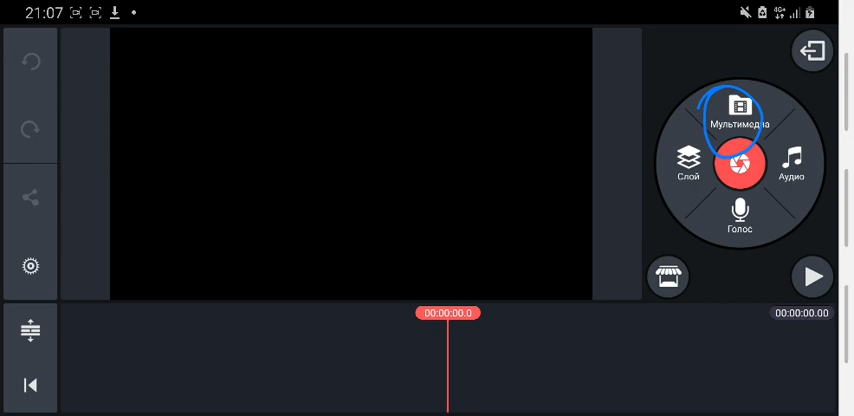 21:07
4G+
Мультимедиа
Слой
Аудио
Голос
00:00:00.0
00:00:00.00